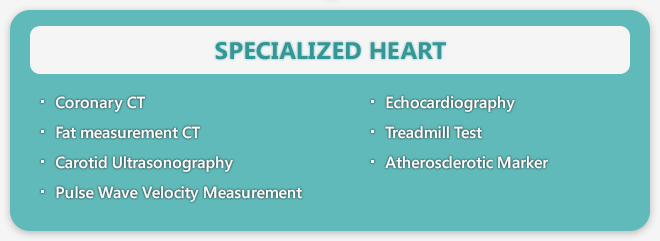 SPECIALIZED HEART
· Coronary CT
· Fat measurement CT
· Carotid Ultrasonography
· Pulse Wave Velocity Measurement
· Echocardiography
· Treadmill Test
· Atherosclerotic Marker